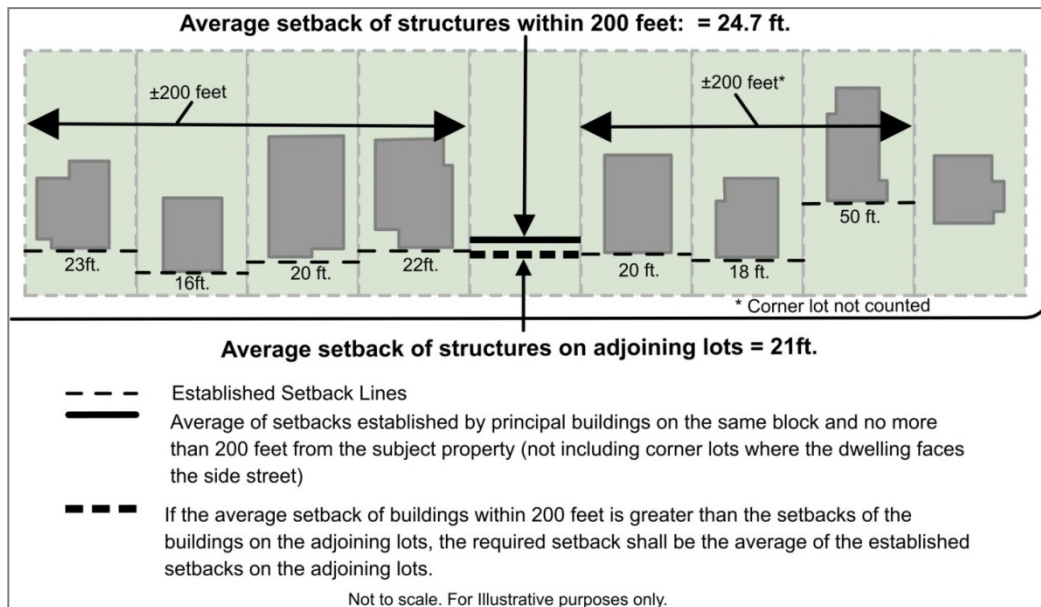 Average setback of structures within 200 feet: = 24.7 ft.
±200 feet
±200 feet*
23ft.
16ft.
20 ft.
22ft.
20 ft.
18 ft.
50 ft.
* Corner lot not counted
Average setback of structures on adjoining lots = 21ft.
Established Setback Lines
Average of setbacks established by principal buildings on the same block and no more
than 200 feet from the subject property (not including corner lots where the dwelling faces
the side street)
If the average setback of buildings within 200 feet is greater than the setbacks of the
buildings on the adjoining lots, the required setback shall be the average of the established
setbacks on the adjoining lots.
Not to scale. For Illustrative purposes only.